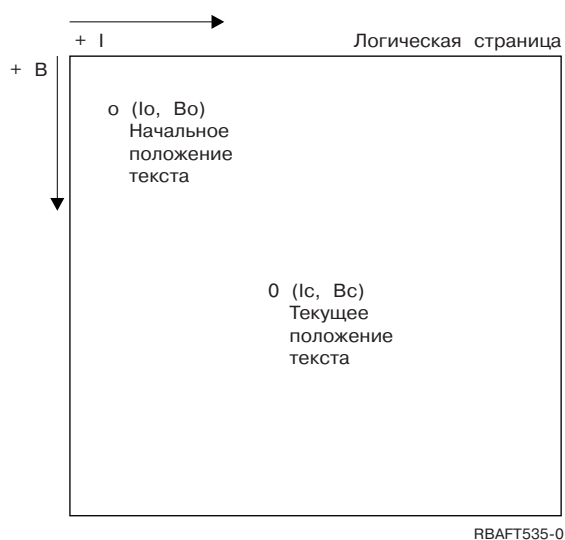 + I
Логическая страница
+ B
o (Io, Bo)
Начальное
положение
текста
0 (Ic, Bc)
Текущее
положение
текста
RBAFT535-0